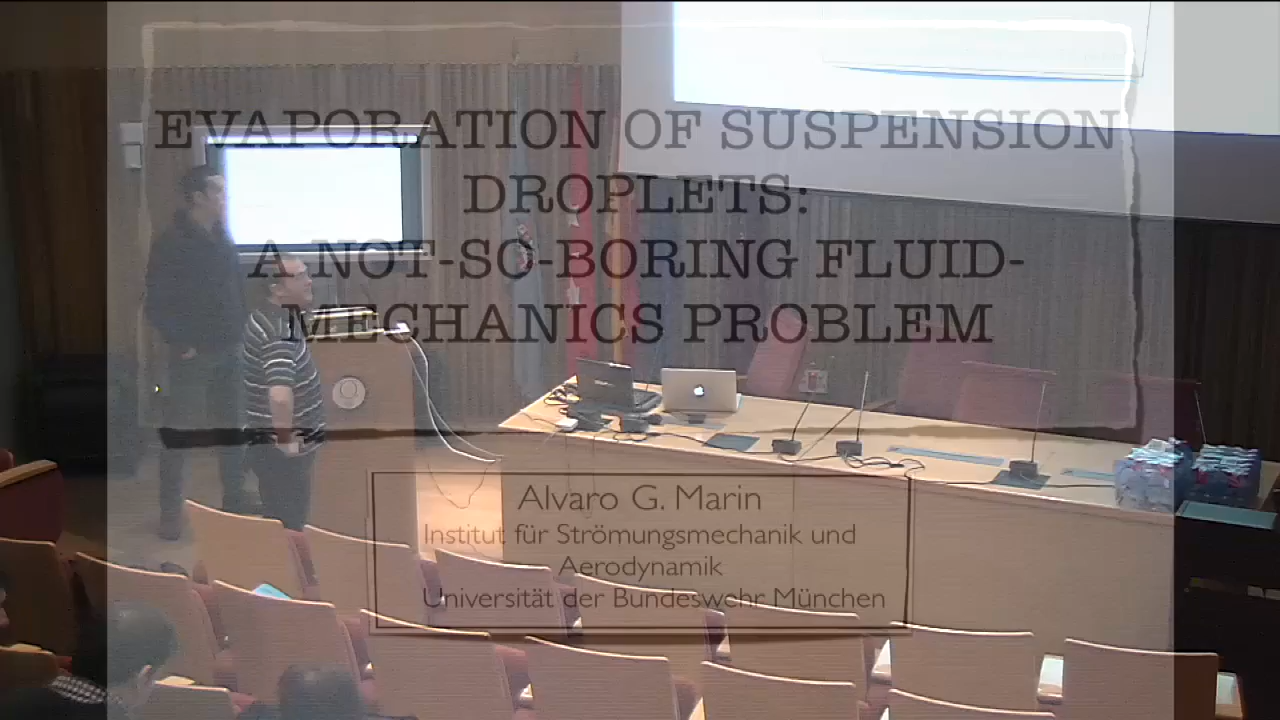 EVAPORATION OF SUSPENSION
DROPLETS:
A NOT-SO-BORING FLUID-
MECHANICS PROBLEM
Alvaro G. Marin
Institut für Strömungsmechanik und
Aerodynamik
Universität der Bundeswehr München